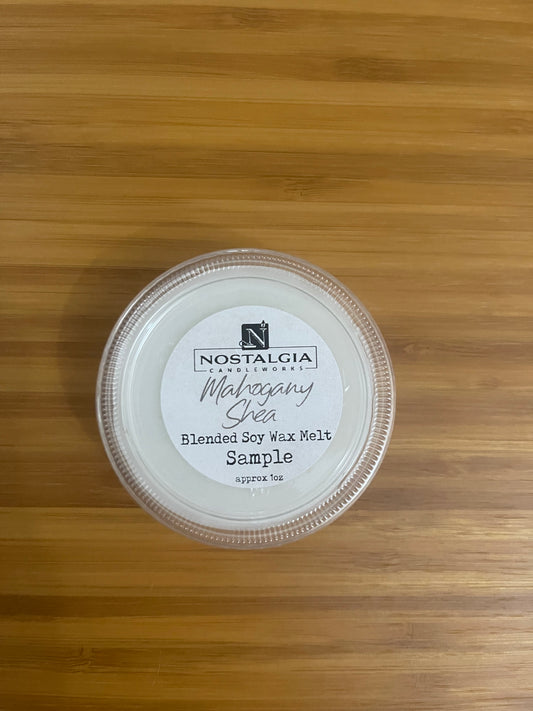 N
NOSTALGIA
CANDLEWORKS
Mahogany
Shea
Blended Soy Wax Melt
Sample
approx 1oz